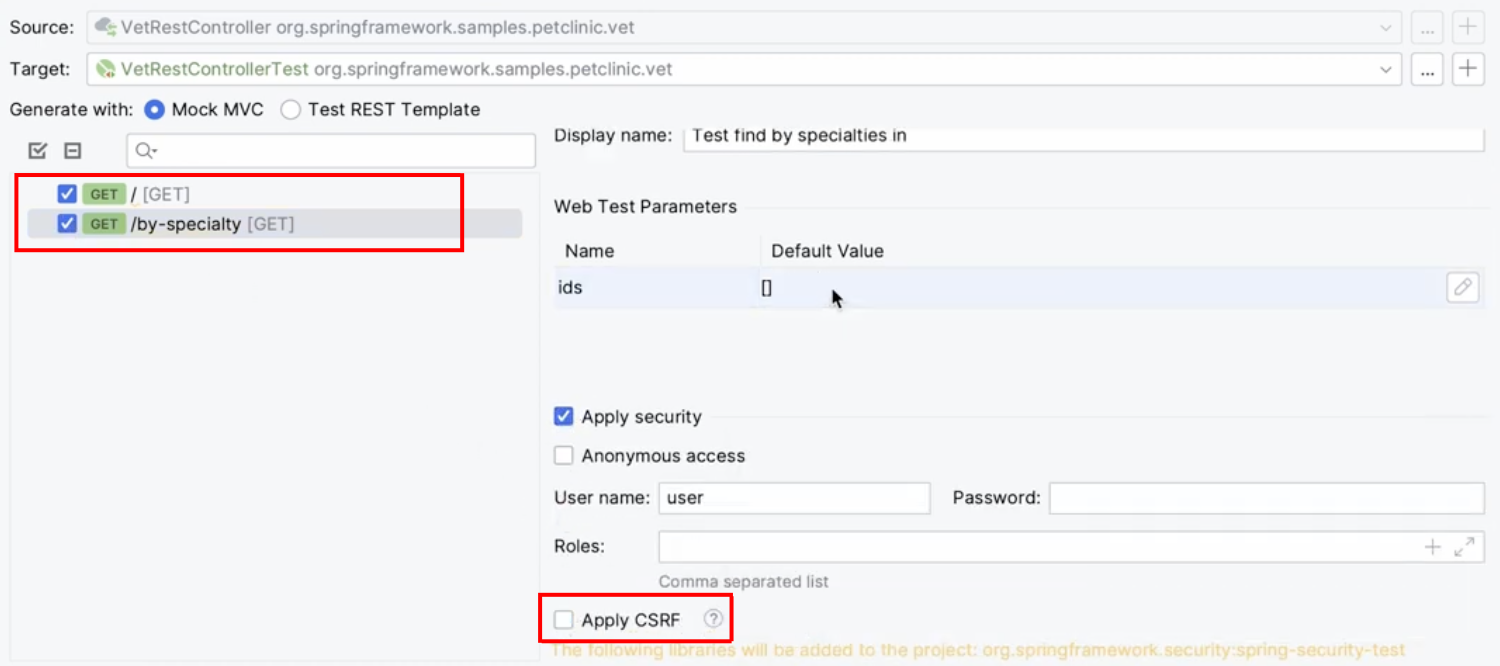 Source: VetRestController org.springframework.samples.petclinic.vet ...
Target: VetRestControllerTest org.springframework.samples.petclinic.vet ...
Generate with: Mock MVC Test REST Template
Display name: Test find by specialties in
GET / [GET]
GET /by-specialty [GET]
Web Test Parameters
Name Default Value
ids []
Apply security
Anonymous access
User name: user Password:
Roles:
Comma separated list
Apply CSRF ?
The following libraries will be added to the project: org.springframework.security:spring-security-test